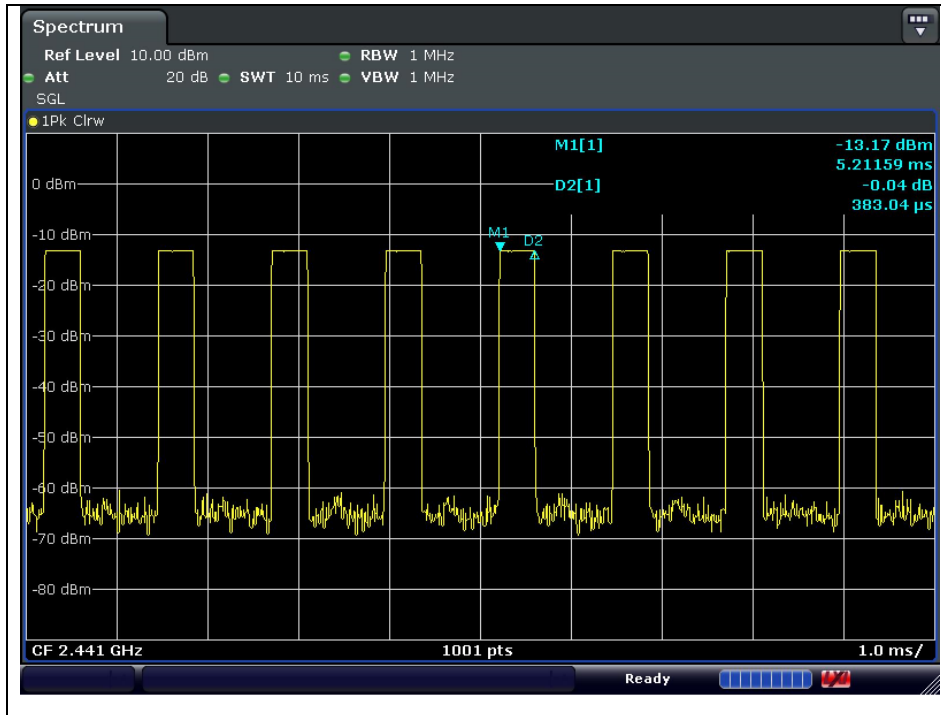 Spectrum
Ref Level 10.00 dBm RBW 1 MHz
Att 20 dB SWT 10 ms VBW 1 MHz
SGL
1Pk Clrw
M1[1] -13.17 dBm
5.21159 ms
0 dBm D2[1] -0.04 dB
383.04 µs
-10 dBm M1 D2
-20 dBm
-30 dBm
-40 dBm
-50 dBm
-60 dBm
-70 dBm
-80 dBm
CF 2.441 GHz 1001 pts 1.0 ms/
Ready